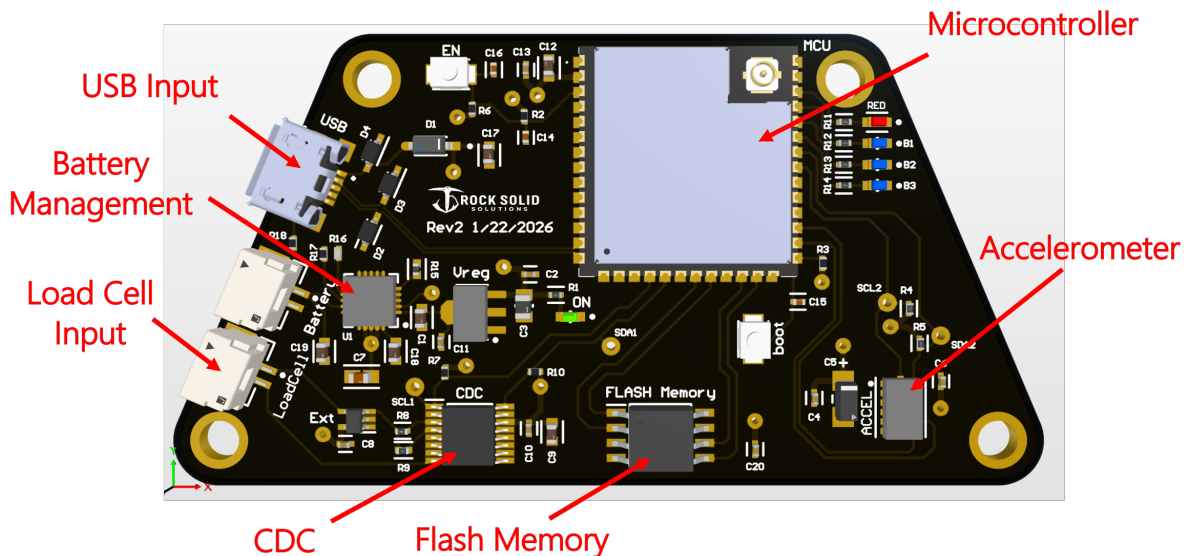 Microcontroller
USB Input
Battery
Management
Load Cell
Input
Accelerometer
CDC
Flash Memory
EN
C16
C13
C12
MCU
R6
R2
C14
USB
D4
D1
C17
D3
D2
ROCK SOLID
SOLUTIONS
Rev2 1/22/2026
R11
RED
R12
B1
R13
B2
R14
B3
R18
R17
R16
R15
Battery
LoadCell
U1
Vreg
C2
R1
ON
C3
C1
C11
C19
C7
C18
R7
SDA1
R3
C15
SCL2
R4
R5
boot
C5+
C4
ACCEL
Ext
C8
SCL1
R8
R9
CDC
R10
C10
C9
FLASH Memory
C20
Y
X